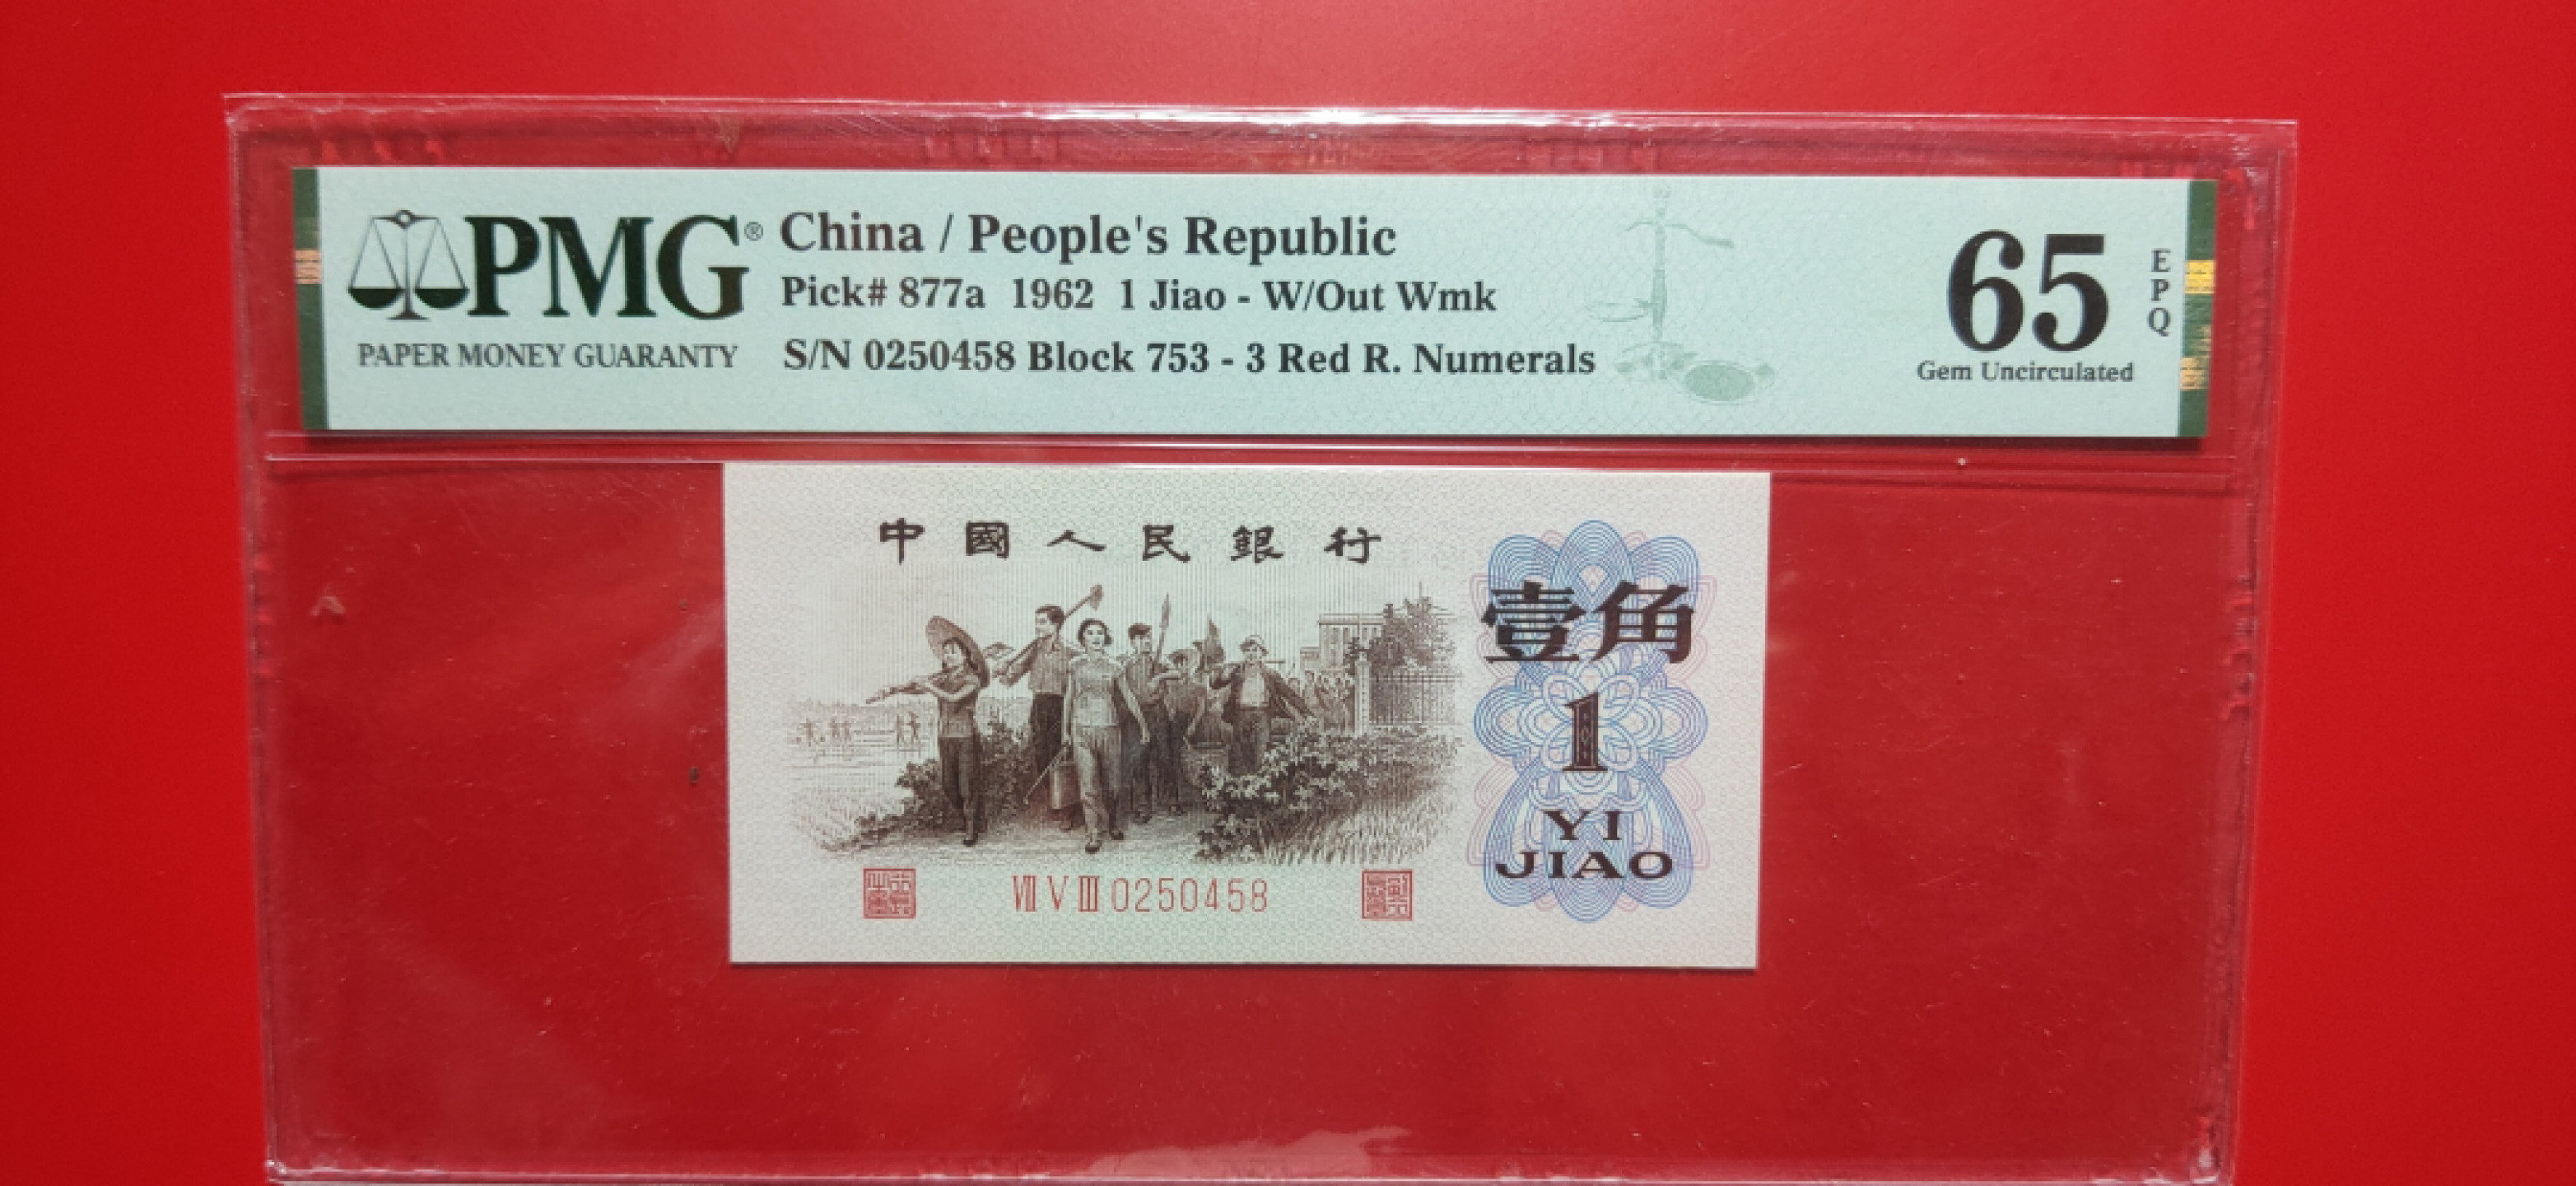 PMG® China / People's Republic
Pick# 877a 1962 1 Jiao - W/Out Wmk
PAPER MONEY GUARANTY
S/N 0250458 Block 753 - 3 Red R. Numerals
65
EPQ
Gem Uncirculated
中國人民銀行
壹角
1
YI
JIAO
Ⅶ Ⅴ Ⅲ 0250458